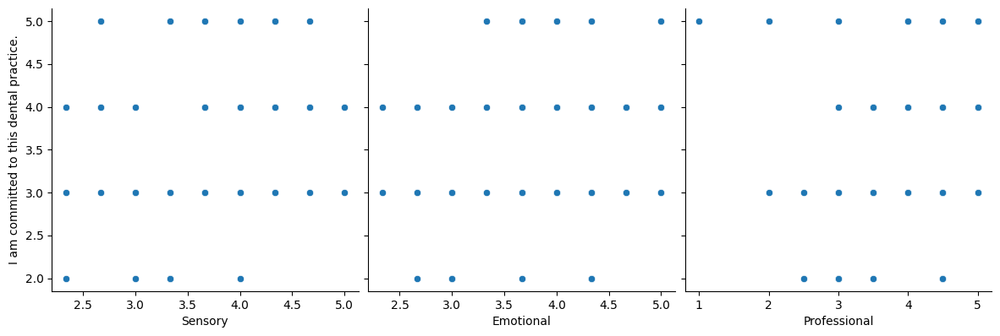 I am committed to this dental practice.
5.0
4.5
4.0
3.5
3.0
2.5
2.0
2.5 3.0 3.5 4.0 4.5 5.0
Sensory
2.5 3.0 3.5 4.0 4.5 5.0
Emotional
1 2 3 4 5
Professional